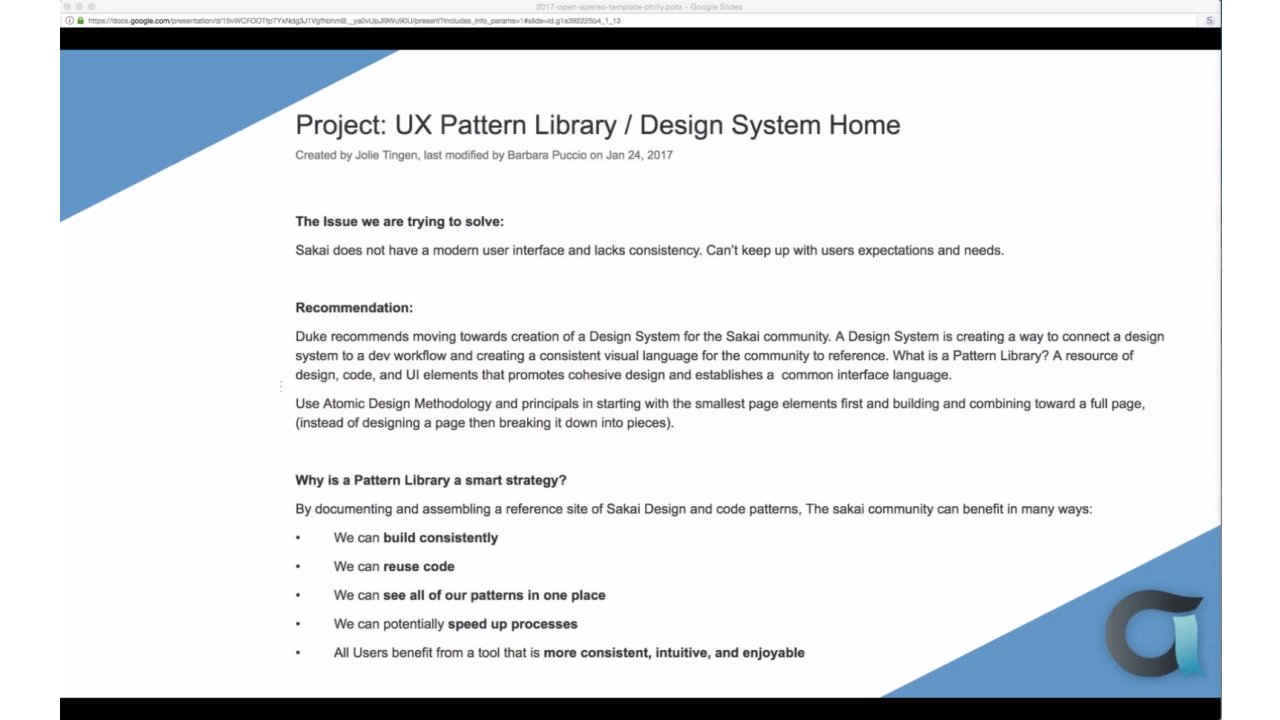 2017-open-apereo-template-philly.pptx - Google Slides
Project: UX Pattern Library / Design System Home
Created by Jolie Tingen, last modified by Barbara Puccio on Jan 24, 2017
The Issue we are trying to solve:
Sakai does not have a modern user interface and lacks consistency. Can't keep up with users expectations and needs.
Recommendation:
Duke recommends moving towards creation of a Design System for the Sakai community. A Design System is creating a way to connect a design
system to a dev workflow and creating a consistent visual language for the community to reference. What is a Pattern Library? A resource of
design, code, and UI elements that promotes cohesive design and establishes a common interface language.
Use Atomic Design Methodology and principals in starting with the smallest page elements first and building and combining toward a full page,
(instead of designing a page then breaking it down into pieces).
Why is a Pattern Library a smart strategy?
By documenting and assembling a reference site of Sakai Design and code patterns, The sakai community can benefit in many ways:
• We can build consistently
• We can reuse code
• We can see all of our patterns in one place
• We can potentially speed up processes
• All Users benefit from a tool that is more consistent, intuitive, and enjoyable